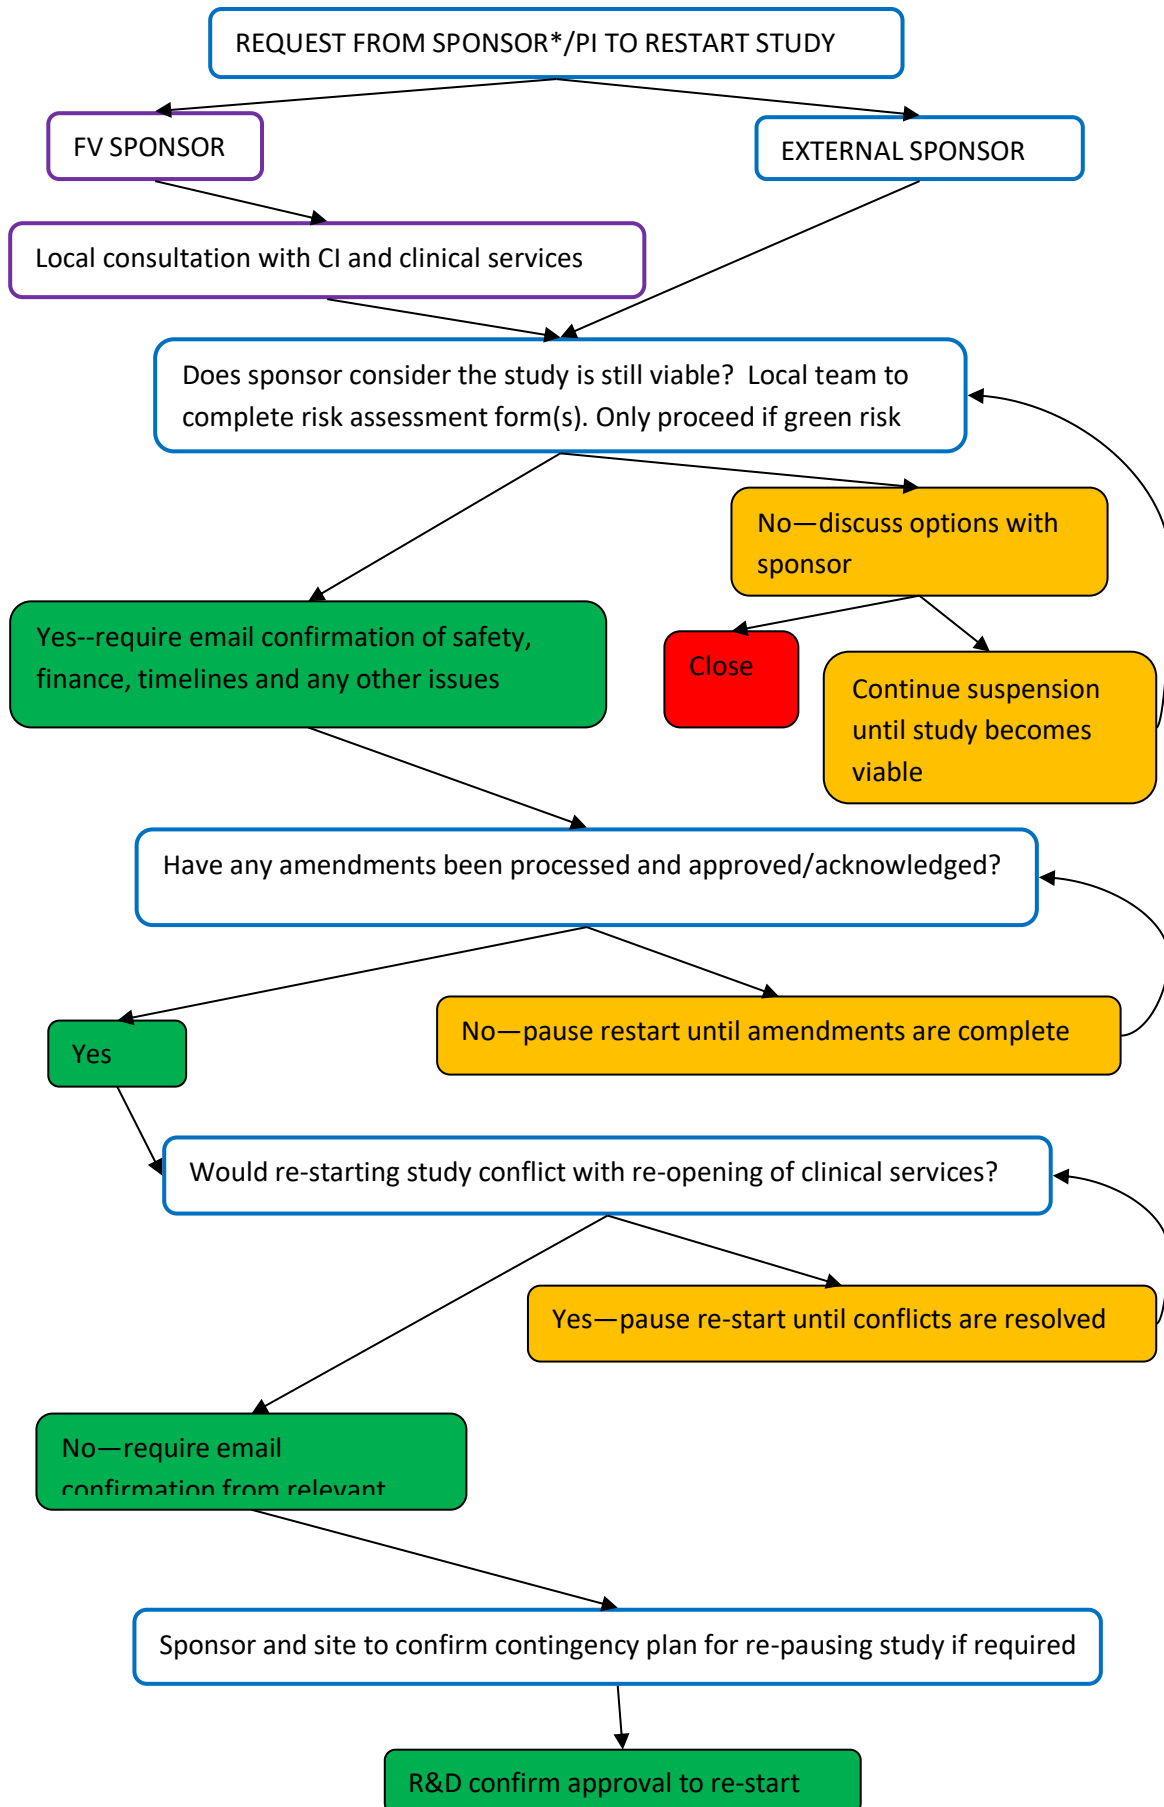 REQUEST FROM SPONSOR*/PI TO RESTART STUDY
FV SPONSOR
EXTERNAL SPONSOR
Local consultation with CI and clinical services
Does sponsor consider the study is still viable?  Local team to
complete risk assessment form(s). Only proceed if green risk
No—discuss options with
sponsor
Yes--require email confirmation of safety,
finance, timelines and any other issues
Close
Continue suspension
until study becomes
viable
Have any amendments been processed and approved/acknowledged?
No—pause restart until amendments are complete
Yes
Would re-starting study conflict with re-opening of clinical services?
Yes—pause re-start until conflicts are resolved
No—require email
confirmation from relevant
Sponsor and site to confirm contingency plan for re-pausing study if required
R&D confirm approval to re-start